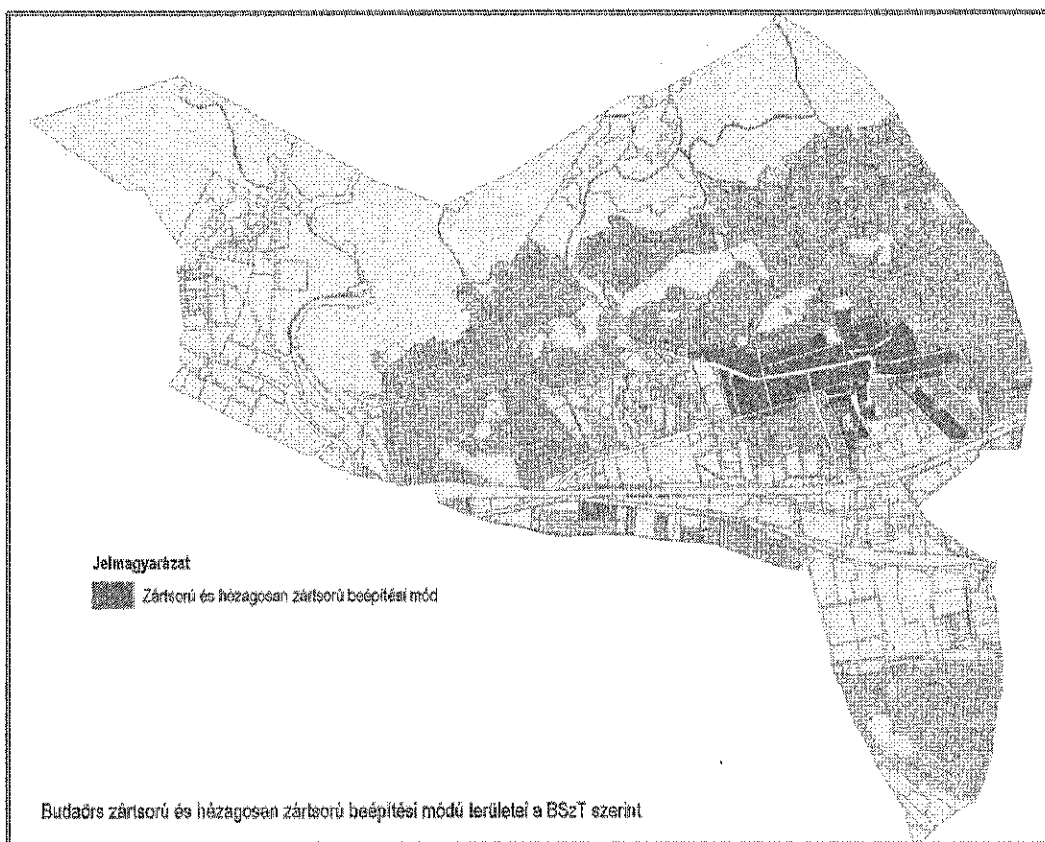 Jelmagyarázat
Zártsorú és hézagosan zártsorú beépítési mód
Budaörs zártsorú és hézagosan zártsorú beépítési módú területei a BSzT szerint